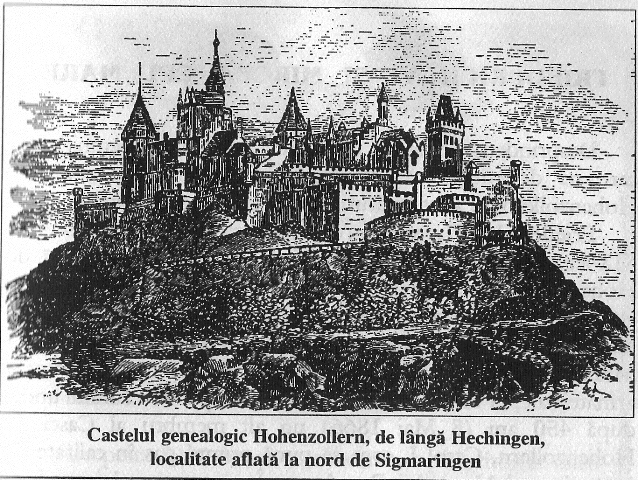 Castelul genealogic Hohenzollern, de lângă Hechingen,
localitate aflată la nord de Sigmaringen